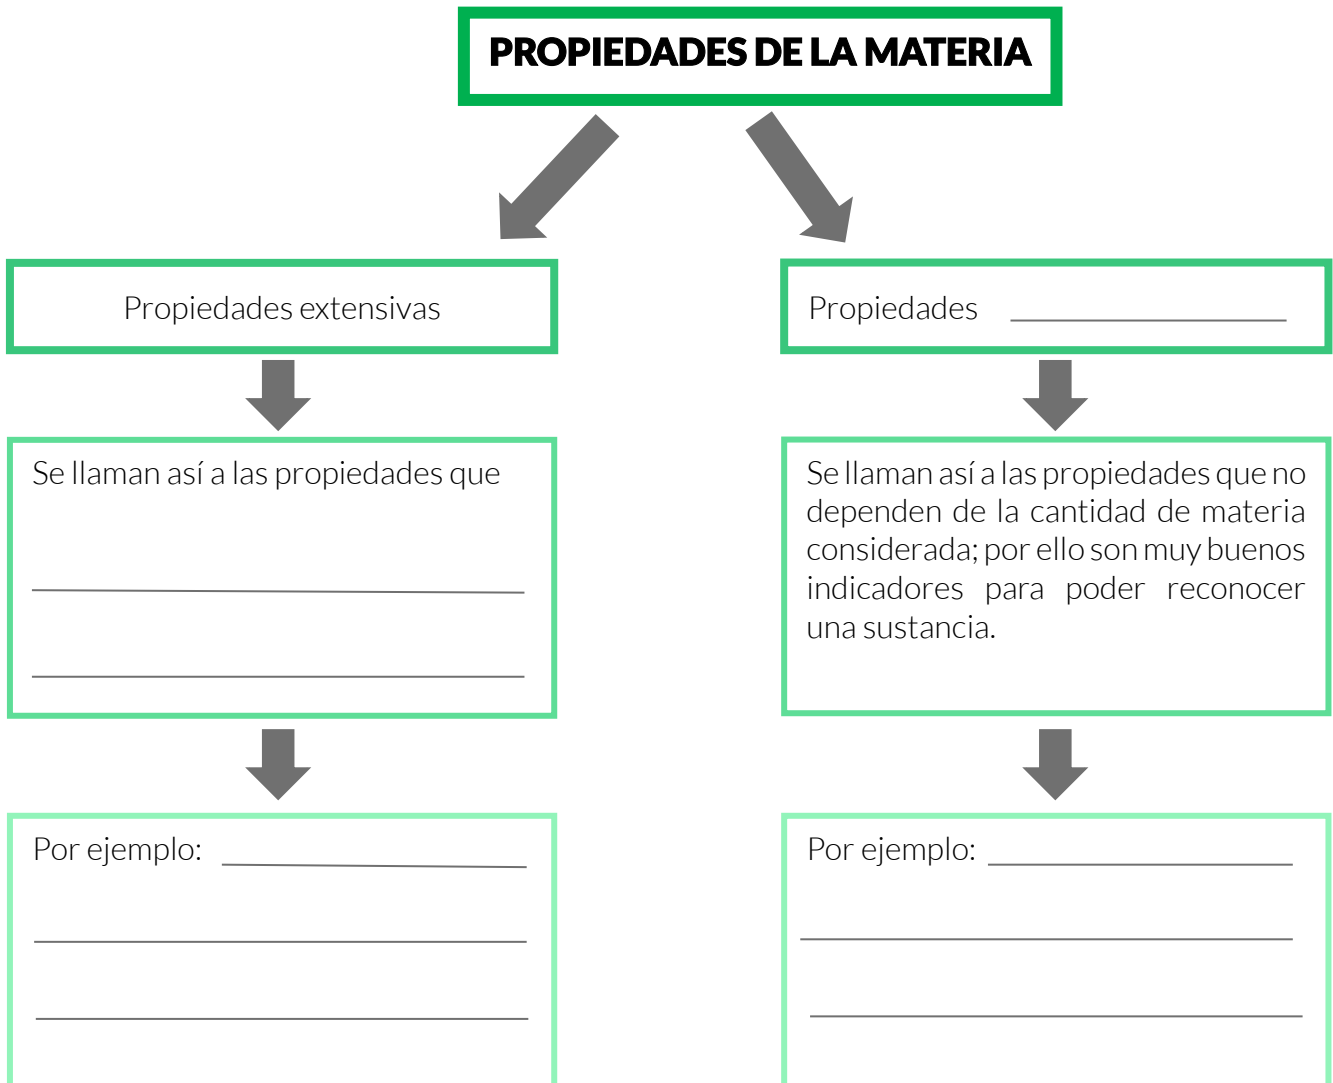 PROPIEDADES DE LA MATERIA
Propiedades extensivas
Propiedades
Se llaman así a las propiedades que
Se llaman así a las propiedades que no
dependen de la cantidad de materia
considerada; por ello son muy buenos
indicadores para poder reconocer
una sustancia.
Por ejemplo:
Por ejemplo: